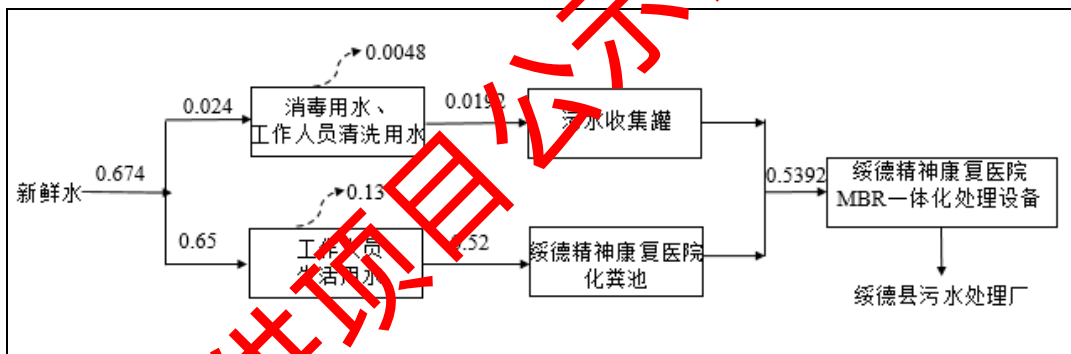 0.0048
0.024
消毒用水、
工作人员清洗用水
0.0192
污水收集罐
新鲜水
0.674
0.13
0.65
工作人员
生活用水
0.52
绥德精神康复医院
化粪池
0.5392
绥德精神康复医院
MBR一体化处理设备
绥德县污水处理厂
供项目公示